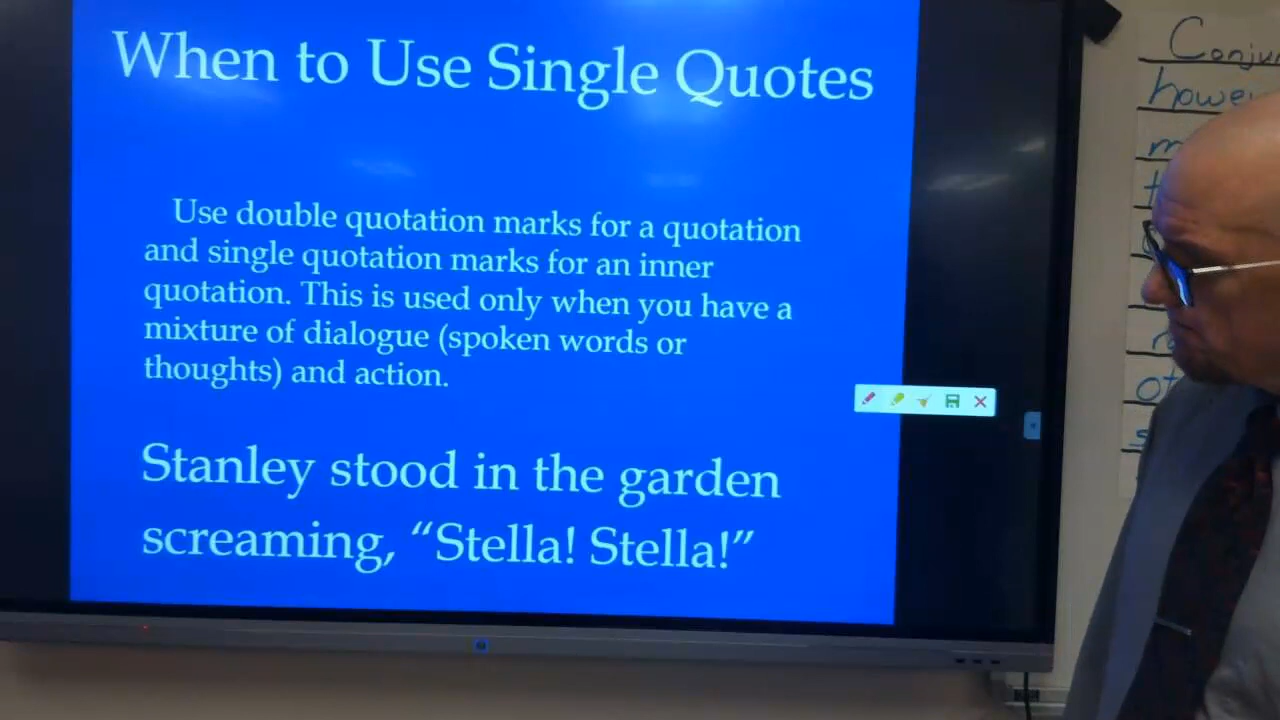 When to Use Single Quotes
Use double quotation marks for a quotation
and single quotation marks for an inner
quotation. This is used only when you have a
mixture of dialogue (spoken words or
thoughts) and action.
Stanley stood in the garden
screaming, “Stella! Stella!”